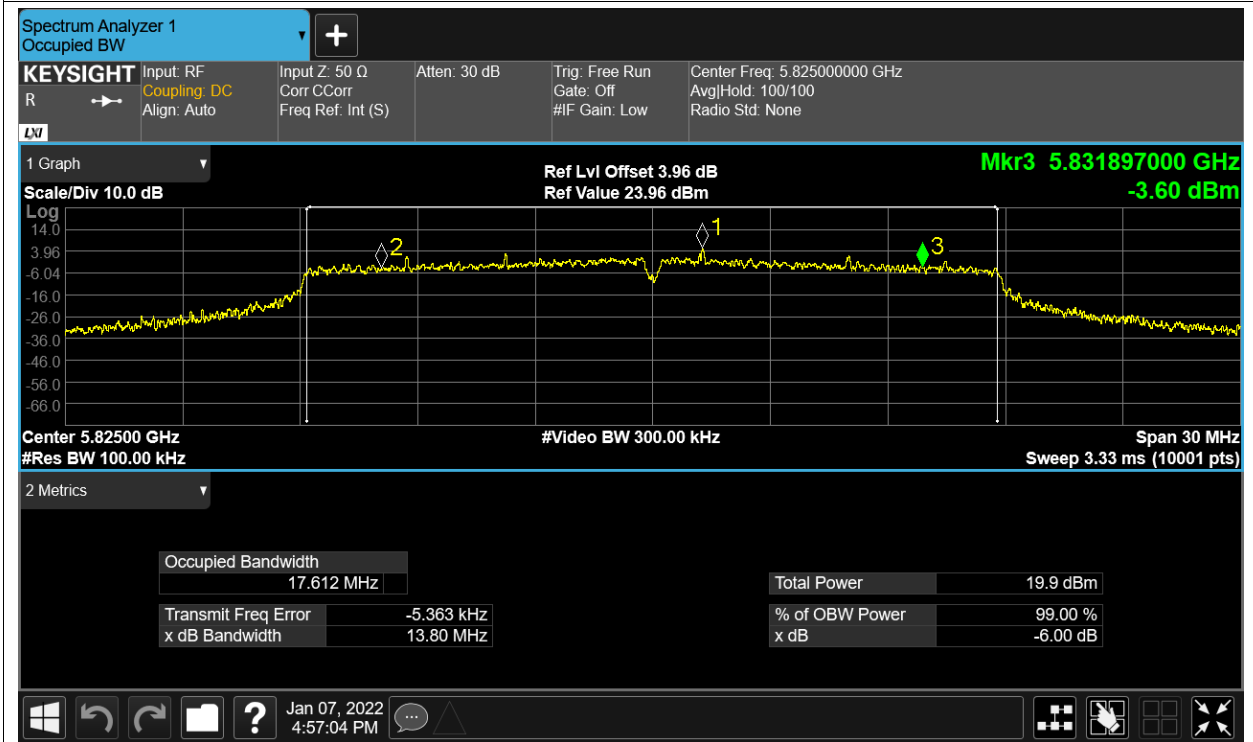 Spectrum Analyzer 1
Occupied BW
+
KEYSIGHT Input: RF Input Z: 50 Ω Atten: 30 dB Trig: Free Run Center Freq: 5.825000000 GHz
R Coupling: DC Corr CCorr Gate: Off Avg|Hold: 100/100
Align: Auto Freq Ref: Int (S) #IF Gain: Low Radio Std: None
LXI
1 Graph Ref Lvl Offset 3.96 dB Mkr3 5.831897000 GHz
Scale/Div 10.0 dB Ref Value 23.96 dBm -3.60 dBm
Log
14.0
3.96
-6.04
-16.0
-26.0
-36.0
-46.0
-56.0
-66.0
2
1
3
Center 5.82500 GHz #Video BW 300.00 kHz Span 30 MHz
#Res BW 100.00 kHz Sweep 3.33 ms (10001 pts)
2 Metrics
Occupied Bandwidth
17.612 MHz Total Power 19.9 dBm
Transmit Freq Error -5.363 kHz % of OBW Power 99.00 %
x dB Bandwidth 13.80 MHz x dB -6.00 dB
? Jan 07, 2022
4:57:04 PM